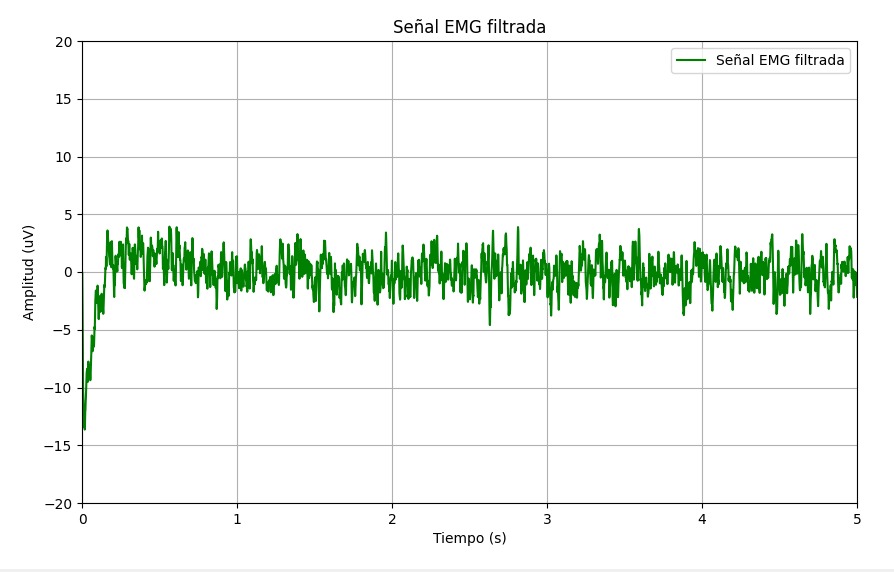 Señal EMG filtrada
Señal EMG filtrada
20
15
10
5
0
−5
−10
−15
−20
Amplitud (uV)
0 1 2 3 4 5
Tiempo (s)